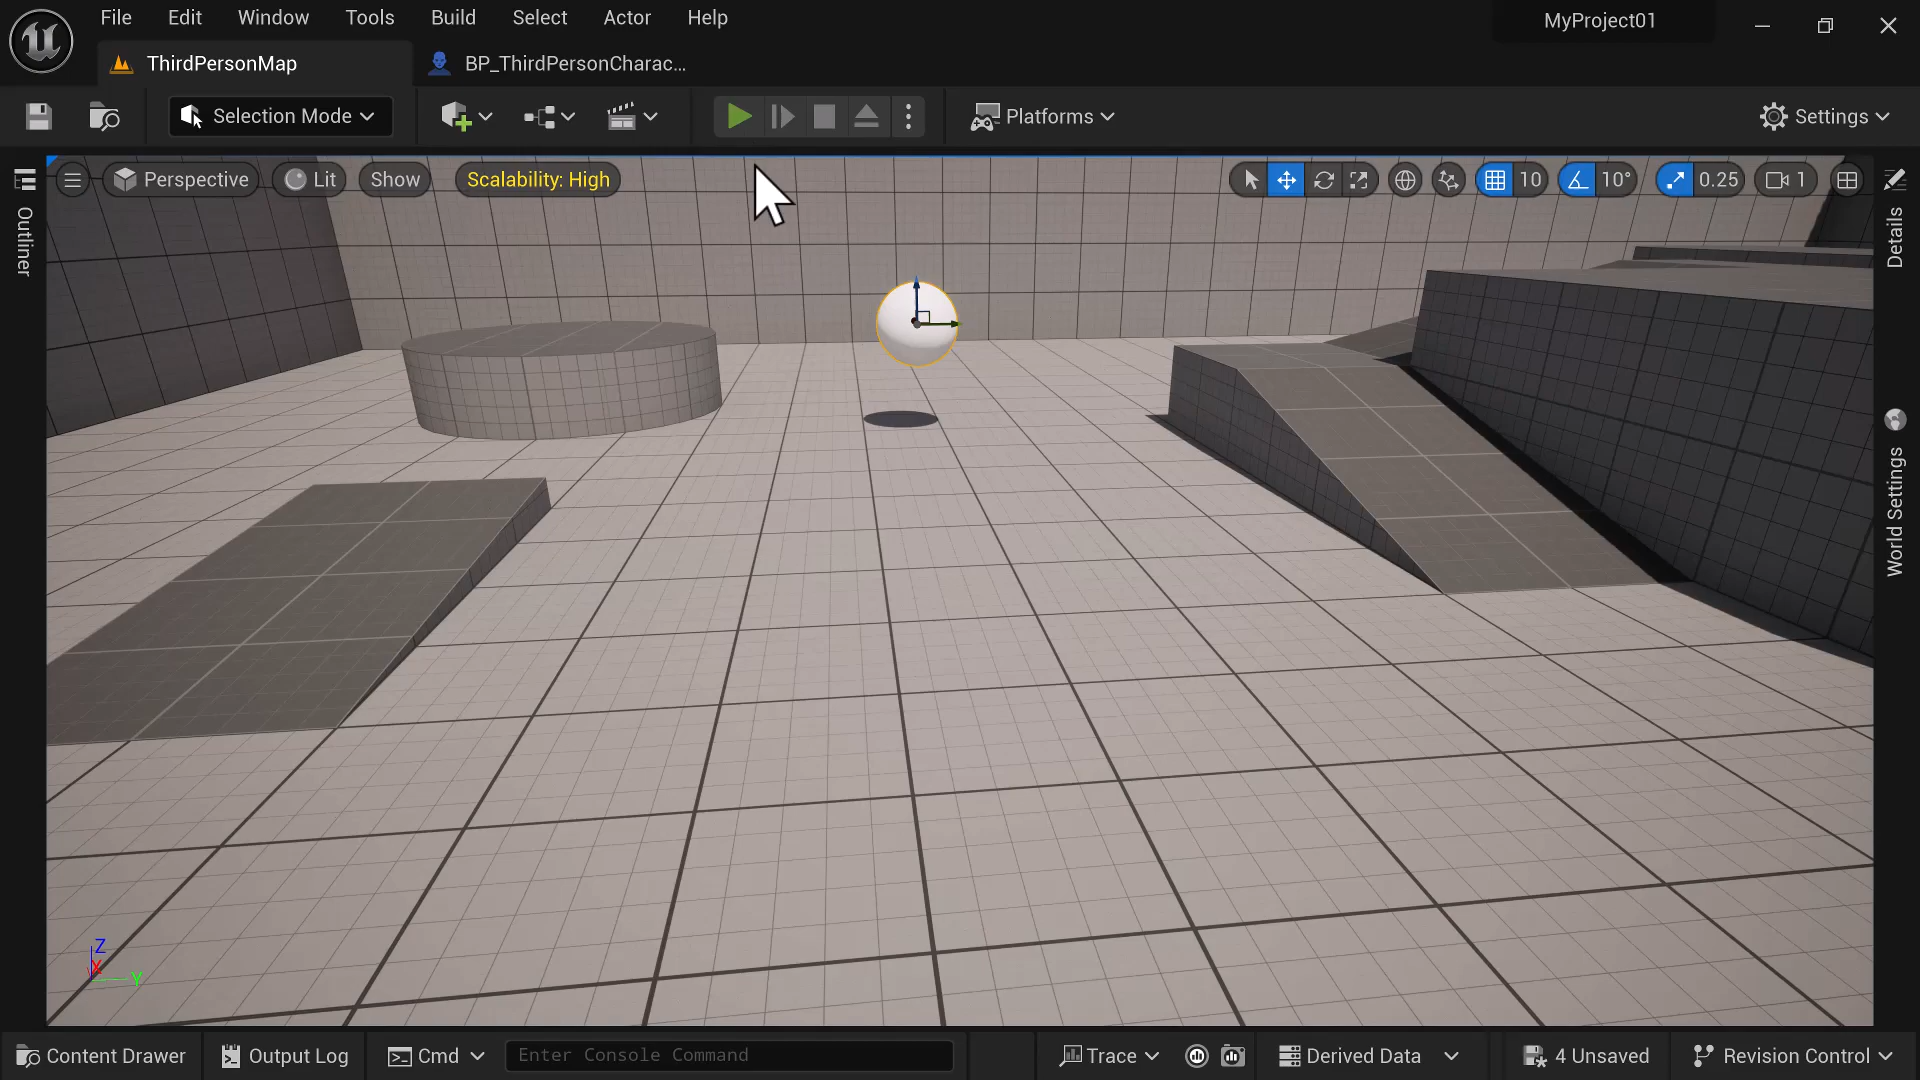 File Edit Window Tools Build Select Actor Help MyProject01
ThirdPersonMap BP_ThirdPersonCharac...
Selection Mode Platforms Settings
Perspective Lit Show Scalability: High 10 10° 0.25 1
Outliner
Details
World Settings
Z
X
Y
Content Drawer Output Log Cmd Enter Console Command Trace Derived Data 4 Unsaved Revision Control